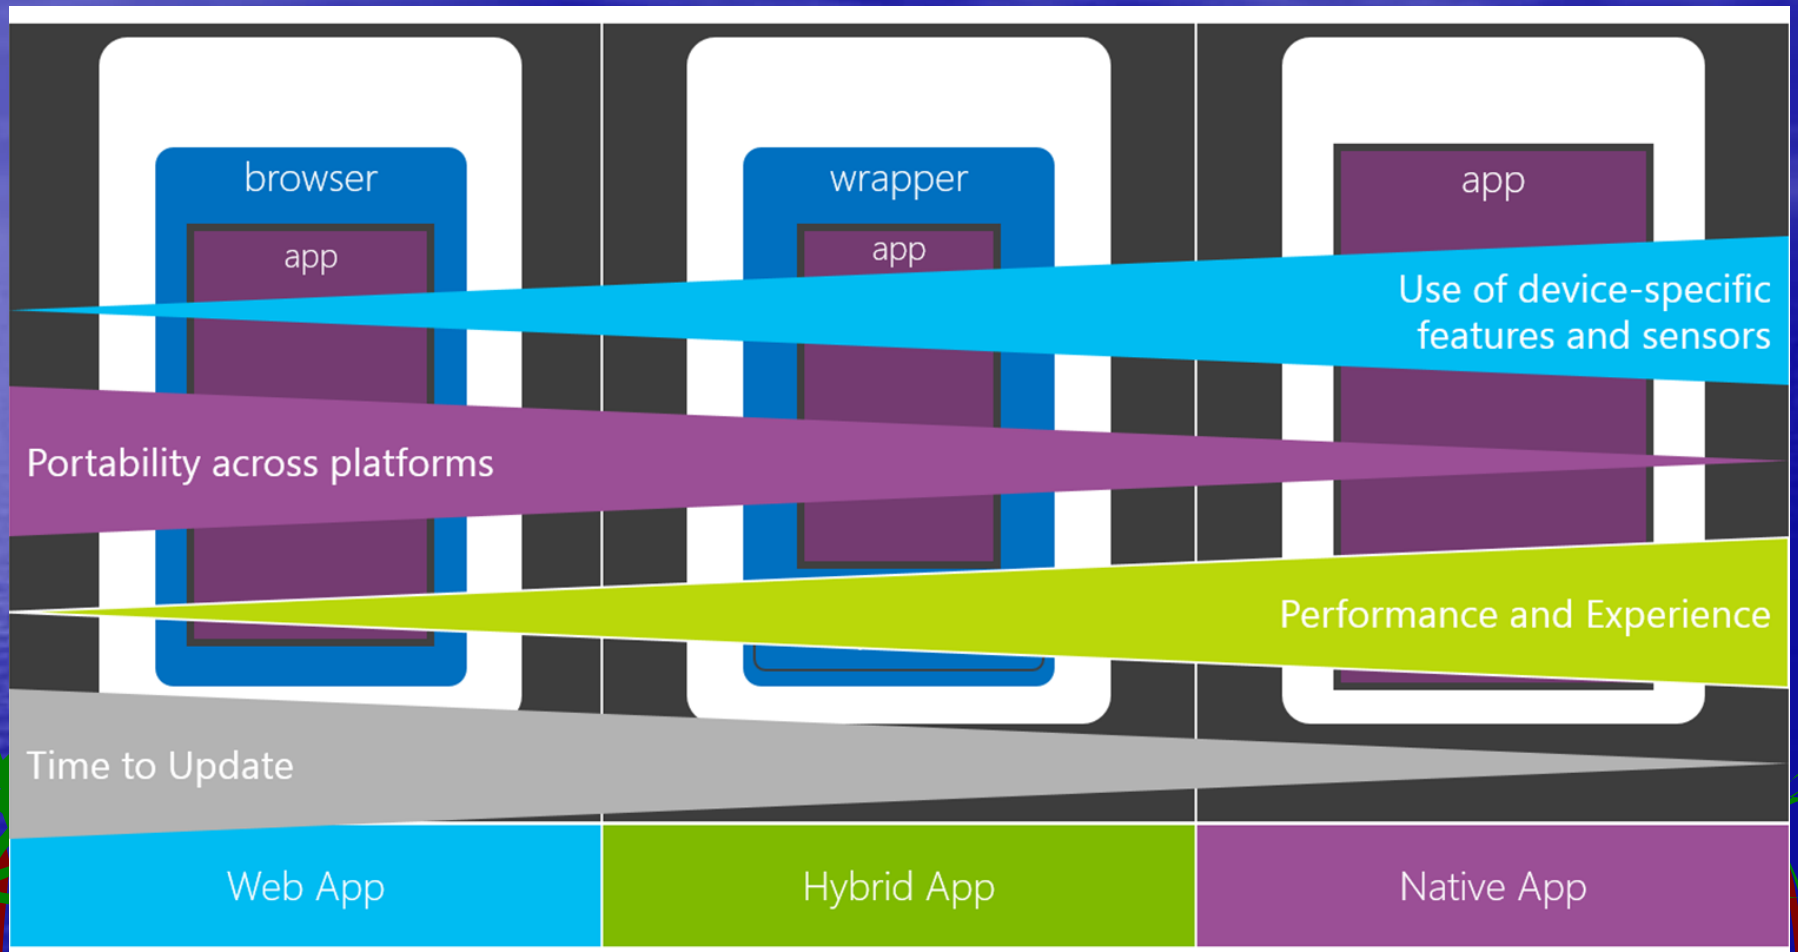 browser
app
wrapper
app
app
Use of device-specific
features and sensors
Portability across platforms
Performance and Experience
Time to Update
Web App
Hybrid App
Native App